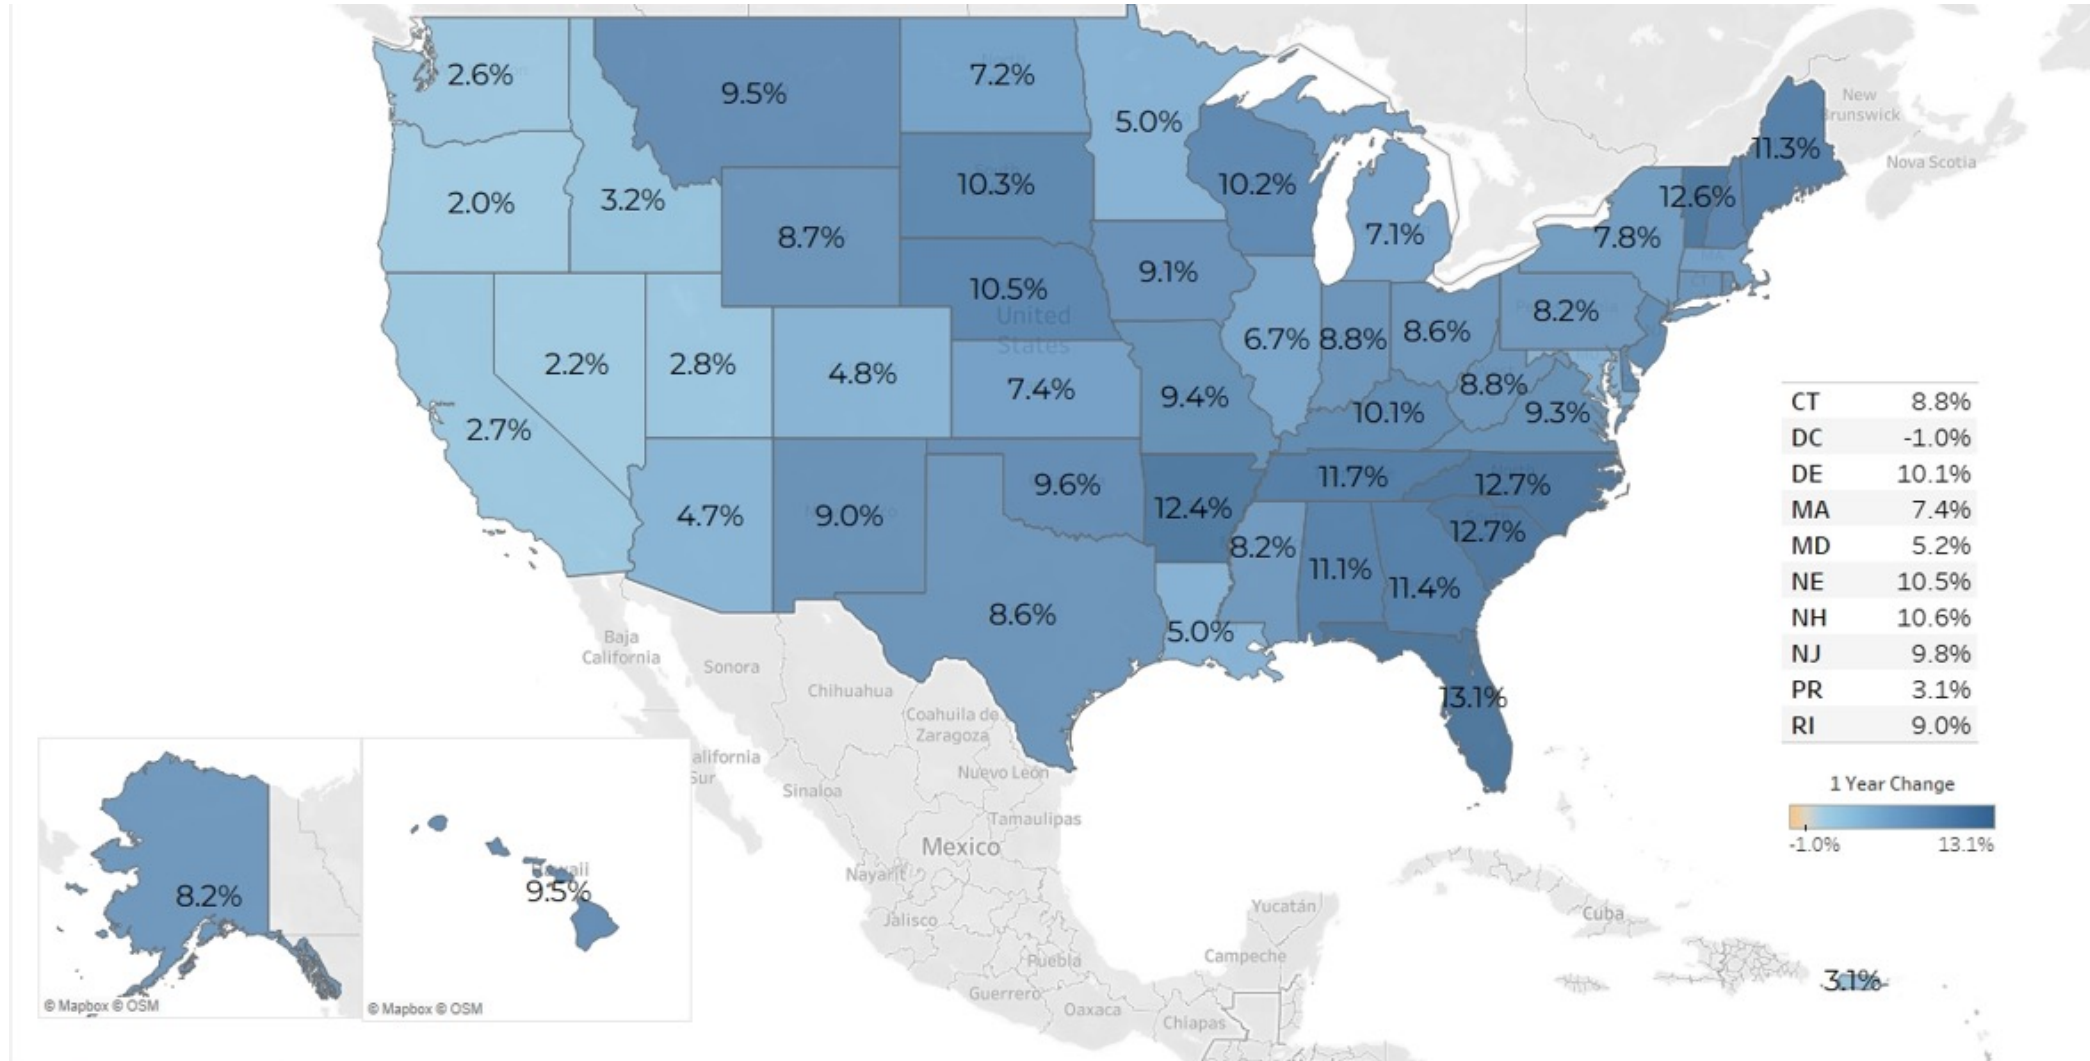 2.6%
9.5%
7.2%
5.0%
New
Brunswick
Nova Scotia
11.3%
2.0%
3.2%
8.7%
10.3%
10.2%
7.1%
12.6%
7.8%
9.1%
10.5%
United
States
8.2%
6.7%
8.8%
8.6%
2.2%
2.8%
4.8%
7.4%
9.4%
8.8%
10.1%
9.3%
2.7%
4.7%
9.0%
9.6%
12.4%
11.7%
12.7%
12.7%
8.2%
11.1%
11.4%
8.6%
5.0%
13.1%
CT 8.8%
DC -1.0%
DE 10.1%
MA 7.4%
MD 5.2%
NE 10.5%
NH 10.6%
NJ 9.8%
PR 3.1%
RI 9.0%
1 Year Change
-1.0% 13.1%
Baja
California
Sonora
Chihuahua
Coahuila de
Zaragoza
Nuevo León
alifornia
Sur
Sinaloa
Tamaulipas
Mexico
Nayarit
Jalisco
Puebla
Guerrero
Oaxaca
Chiapas
Yucatán
Campeche
Cuba
3.1%
8.2%
© Mapbox © OSM
Hawaii
9.5%
© Mapbox © OSM